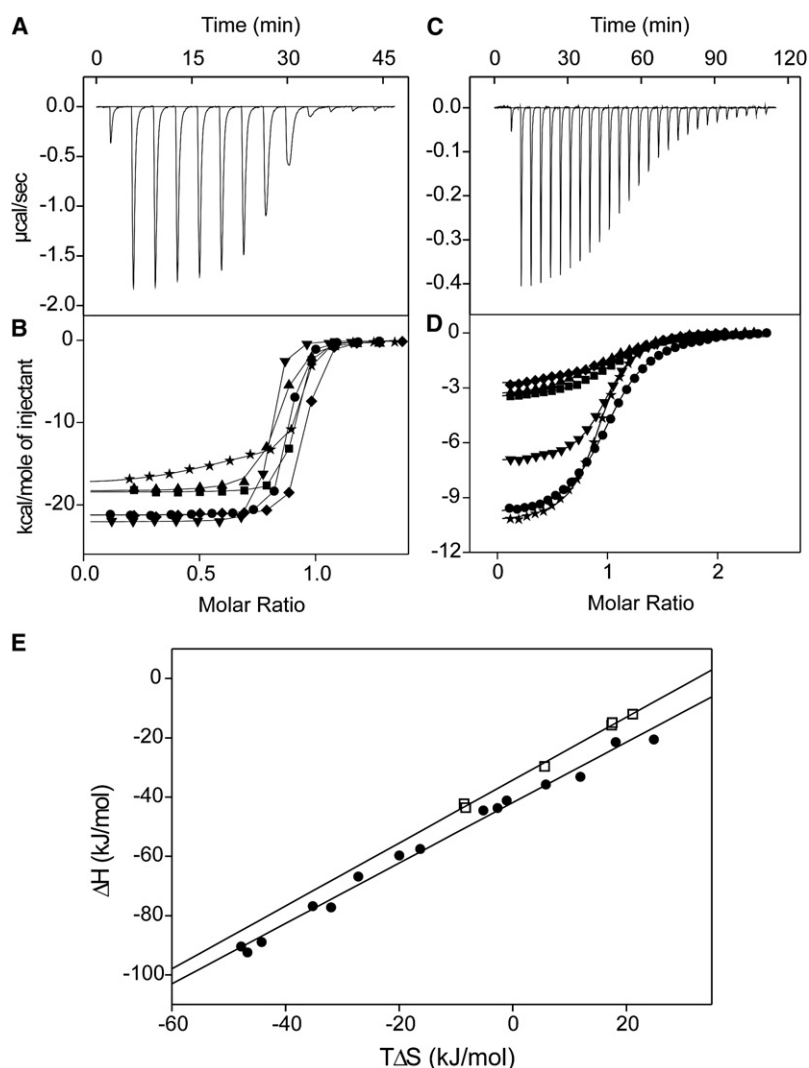 A
Time (min)
0 15 30 45
0.0
-0.5
-1.0
-1.5
-2.0
μcal/sec
B
0
-10
-20
kcal/mole of injectant
0.0 0.5 1.0
Molar Ratio
C
Time (min)
0 30 60 90 120
0.0
-0.1
-0.2
-0.3
-0.4
D
0
-3
-6
-9
-12
0 1 2
Molar Ratio
E
0
-20
-40
-60
-80
-100
ΔH (kJ/mol)
-60 -40 -20 0 20
TΔS (kJ/mol)